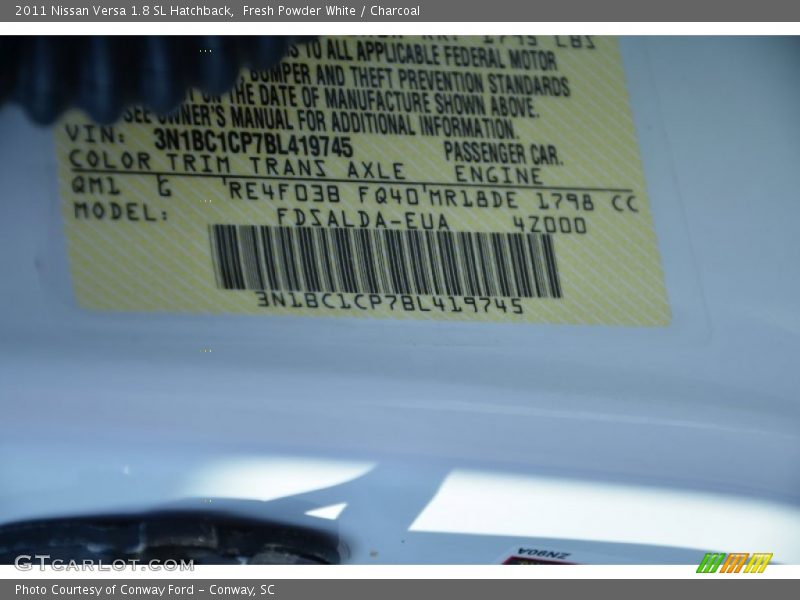 2011 Nissan Versa 1.8 SL Hatchback, Fresh Powder White / Charcoal
TO ALL APPLICABLE FEDERAL MOTOR
BUMPER AND THEFT PREVENTION STANDARDS
ON THE DATE OF MANUFACTURE SHOWN ABOVE.
SEE OWNER'S MANUAL FOR ADDITIONAL INFORMATION.
VIN: 3N1BC1CP7BL419745 PASSENGER CAR.
COLOR TRIM TRANS AXLE ENGINE
QM1 G 'RE4F03B FQ40'MR18DE 1798 CC
MODEL: FDSALDA-EUA 4Z000
3N1BC1CP7BL419745
ZN90A
GTCARLOT.COM
Photo Courtesy of Conway Ford - Conway, SC